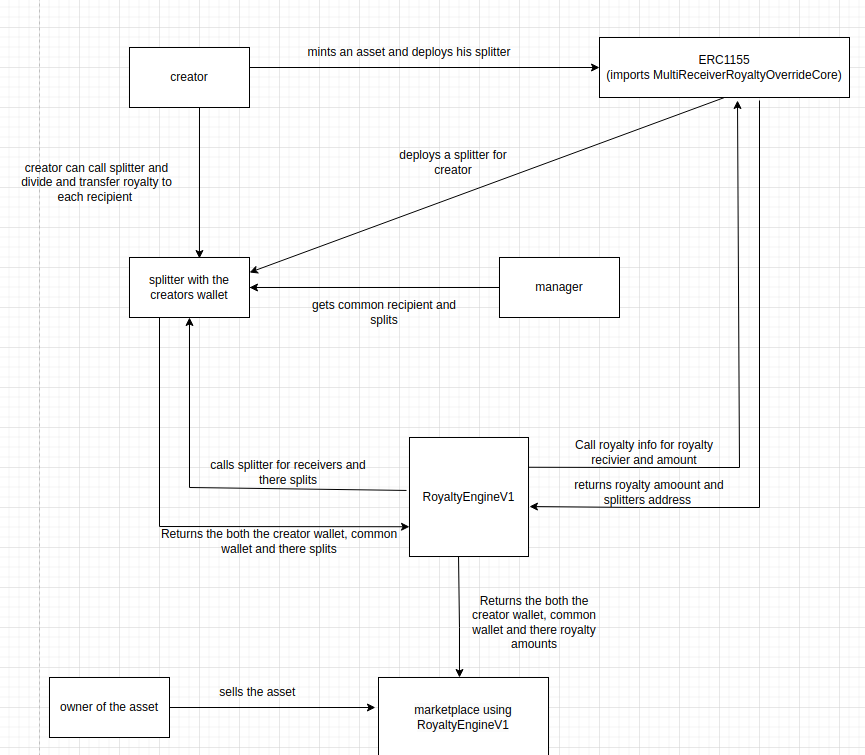 mints an asset and deploys his splitter
creator
ERC1155
(imports MultiReceiverRoyaltyOverrideCore)
deploys a splitter for
creator
creator can call splitter and
divide and transfer royalty to
each recipient
splitter with the
creators wallet
manager
gets common recipient and
splits
Call royalty info for royalty
recivier and amount
calls splitter for receivers and
there splits
returns royalty amoount and
splitters address
RoyaltyEngineV1
Returns the both the creator wallet, common
wallet and there splits
Returns the both the
creator wallet, common
wallet and there royalty
amounts
sells the asset
owner of the asset
marketplace using
RoyaltyEngineV1